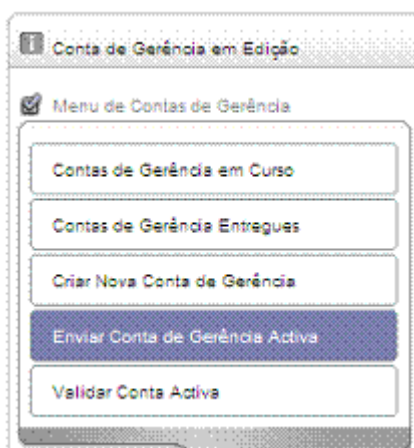 Conta de Gerência em Edição
Menu de Contas de Gerência
Contas de Gerência em Curso
Contas de Gerência Entregues
Criar Nova Conta de Gerência
Enviar Conta de Gerência Activa
Validar Conta Activa